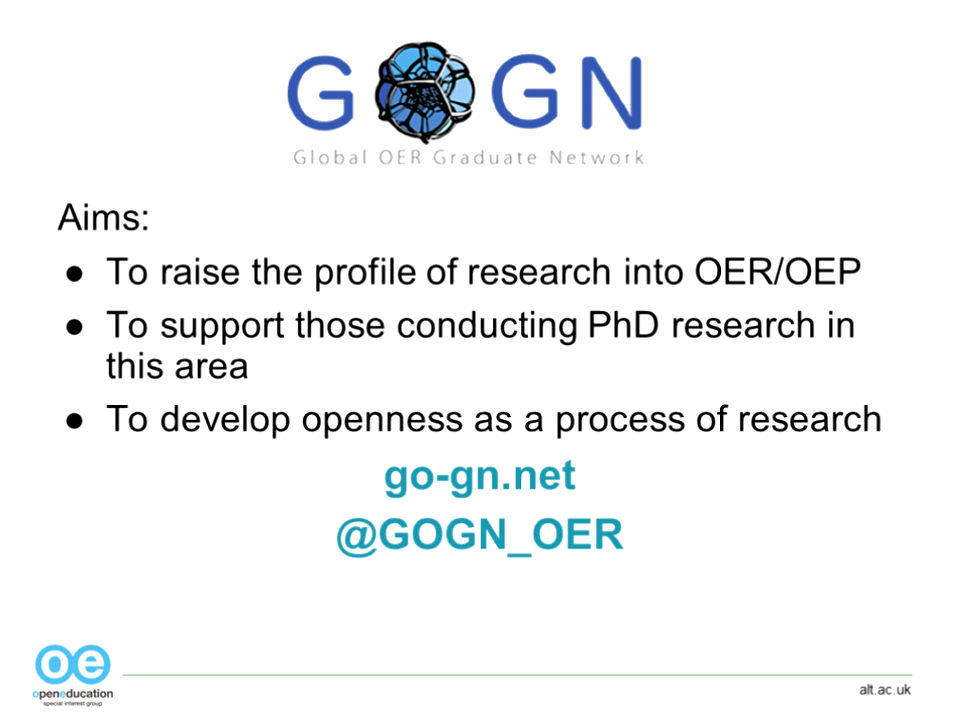 GOGN
Global OER Graduate Network
Aims:
● To raise the profile of research into OER/OEP
● To support those conducting PhD research in
this area
● To develop openness as a process of research
go-gn.net
@GOGN_OER
oe
openeducation
special interest group
alt.ac.uk